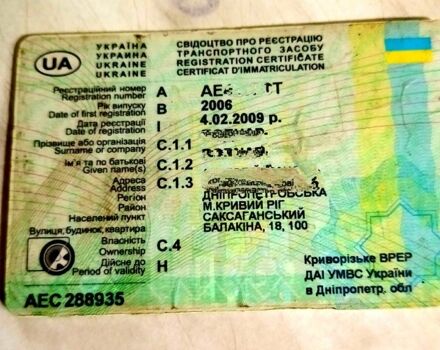 UA
УКРАЇНА
УКРАИНА
UKRAINE
UKRAINE
СВІДОЦТВО ПРО РЕЄСТРАЦІЮ
ТРАНСПОРТНОГО ЗАСОБУ
REGISTRATION CERTIFICATE
CERTIFICAT D'IMMATRICULATION
Реєстраційний номер A AE
Registration number
Рік випуску B 2006
Date of first registration
Дата реєстрації I 4.02.2009 р.
Date of registration
Прізвище або організація C.1.1
Surname of company
Ім'я та по батькові C.1.2
Given name(s)
Адреса C.1.3
Address
Регіон ДНІПРОПЕТРОВСЬКА
Район М.КРИВИЙ РІГ
Населений пункт САКСАГАНСЬКИЙ
Вулиця, будинок, квартира БАЛАКІНА, 18, 100
Власність C.4
Ownership
Дійсне до H
Period of validity
Криворізьке ВРЕР
ДАІ УМВС України
в Дніпропетр. обл
АЕС 288935